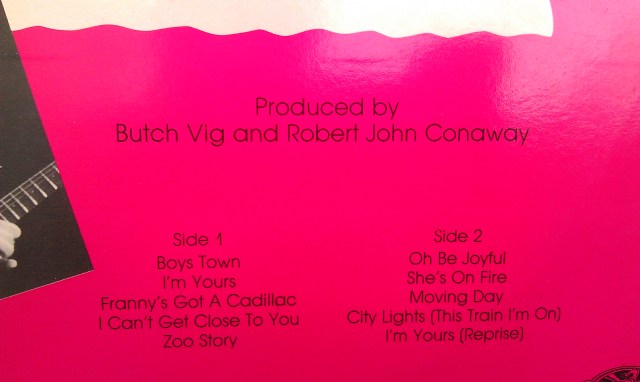 Produced by
Butch Vig and Robert John Conaway
Side 1
Boys Town
I'm Yours
Franny's Got A Cadillac
I Can't Get Close To You
Zoo Story
Side 2
Oh Be Joyful
She's On Fire
Moving Day
City Lights (This Train I'm On)
I'm Yours (Reprise)